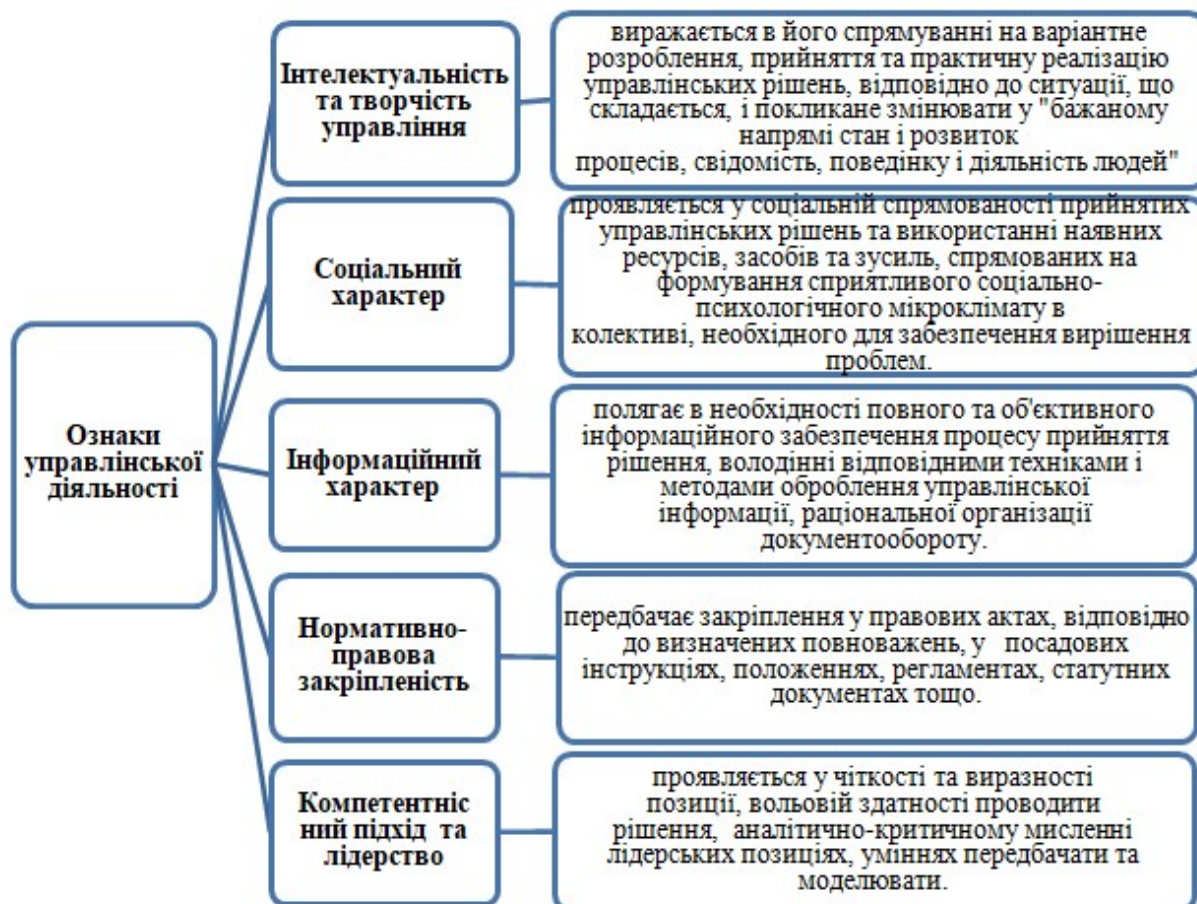 Ознаки
управлінської
діяльності
Інтелектуальність
та творчість
управління
виражається в його спрямуванні на варіантне
розроблення, прийняття та практичну реалізацію
управлінських рішень, відповідно до ситуації, що
складається, і покликане змінювати у "бажаному
напрямі стан і розвиток
процесів, свідомість, поведінку і діяльність людей"
Соціальний
характер
проявляється у соціальній спрямованості прийнятих
управлінських рішень та використанні наявних
ресурсів, засобів та зусиль, спрямованих на
формування сприятливого соціально-
психологічного мікроклімату в
колективі, необхідного для забезпечення вирішення
проблем.
Інформаційний
характер
полягає в необхідності повного та об'єктивного
інформаційного забезпечення процесу прийняття
рішення, володінні відповідними техніками і
методами оброблення управлінської
інформації, раціональної організації
документообороту.
Нормативно-
правова
закріпленість
передбачає закріплення у правових актах, відповідно
до визначених повноважень, у посадових
інструкціях, положеннях, регламентах, статутних
документах тощо.
Компетентніс
ний підхід та
лідерство
проявляється у чіткості та виразності
позиції, вольовій здатності проводити
рішення, аналітично-критичному мисленні
лідерських позиціях, уміннях передбачати та
моделювати.